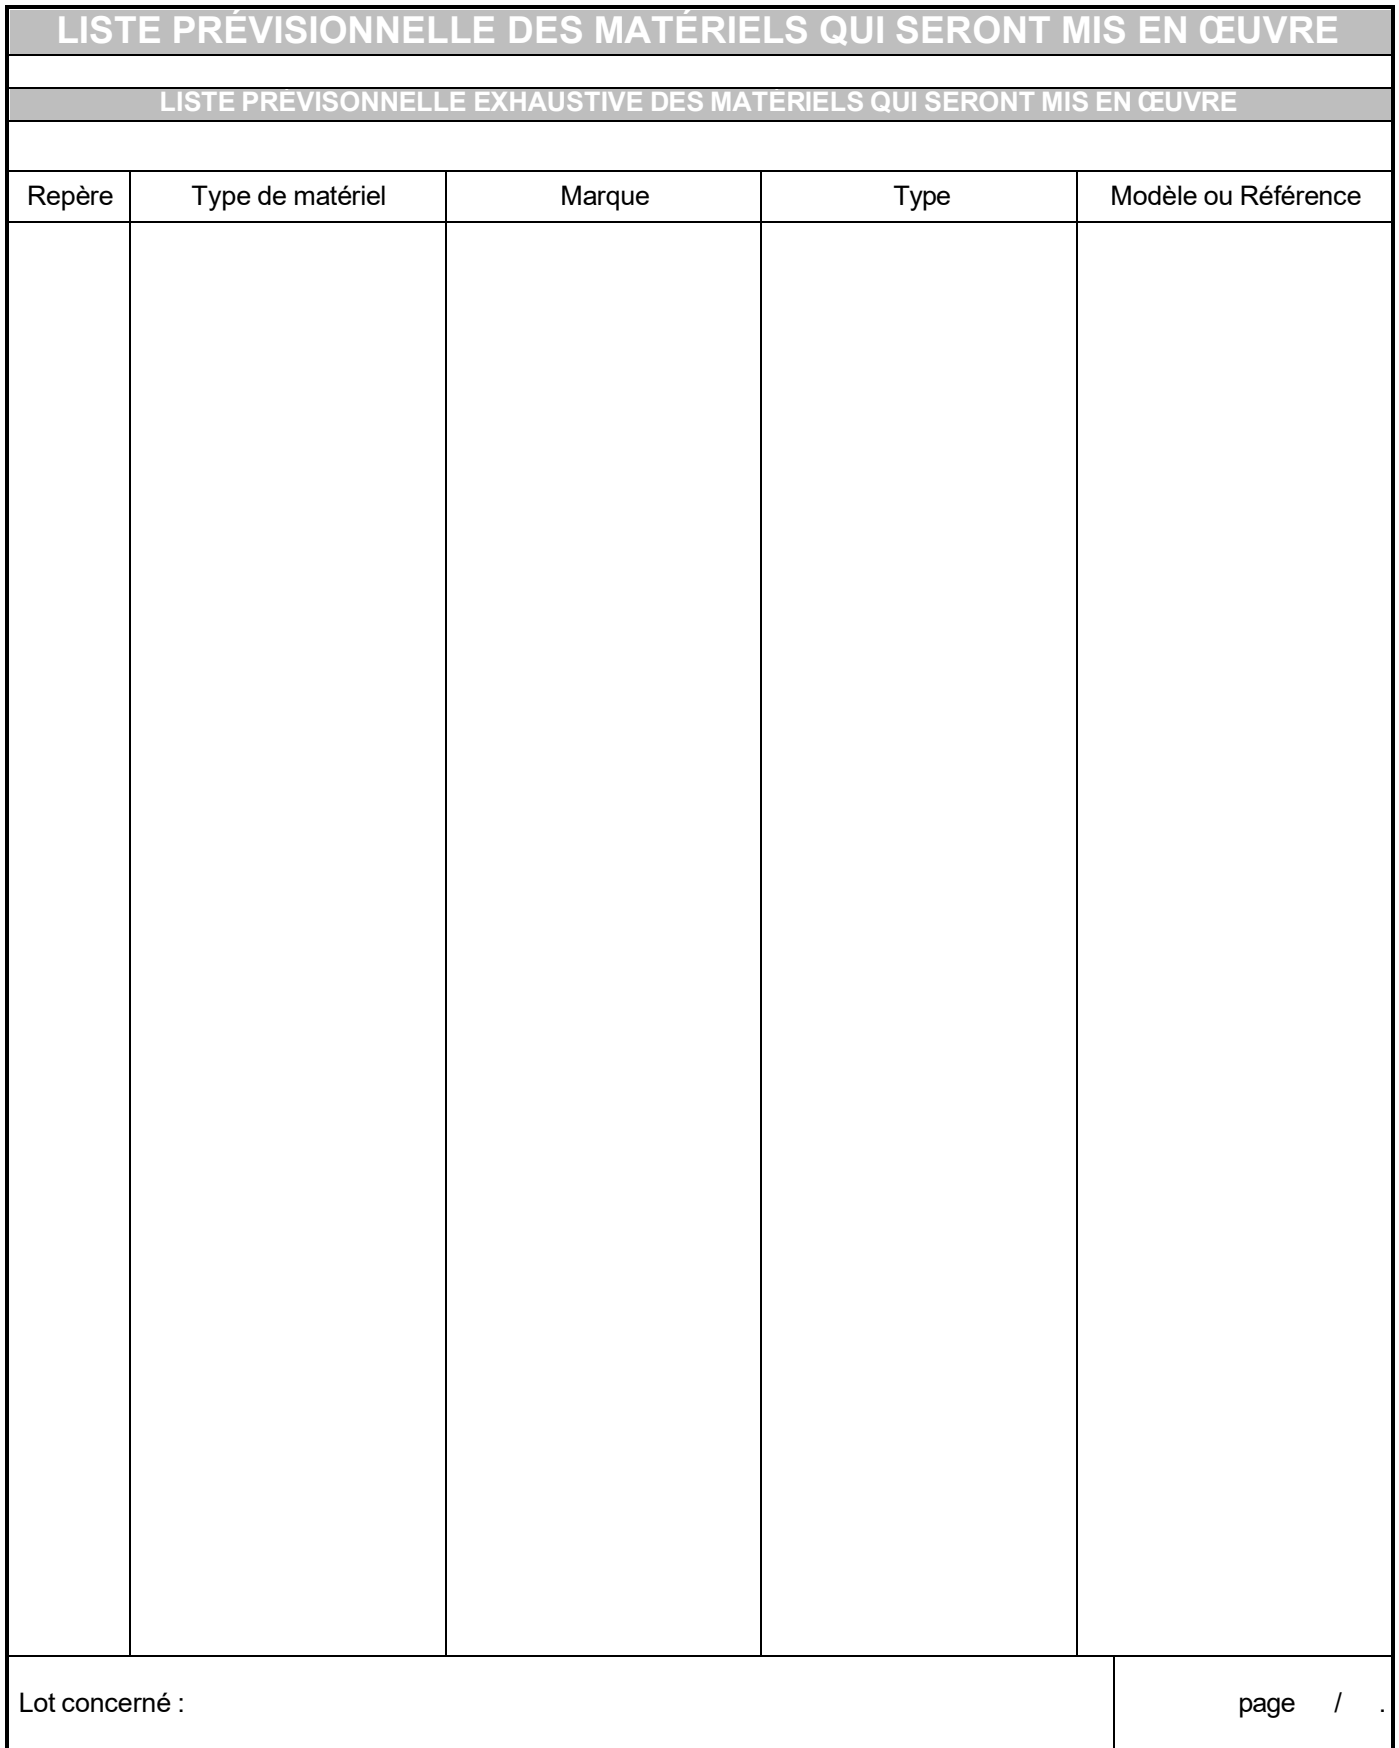 LISTE PRÉVISIONNELLE DES MATÉRIELS QUI SERONT MIS EN ŒUVRE
LISTE PRÉVISONNELLE EXHAUSTIVE DES MATÉRIELS QUI SERONT MIS EN ŒUVRE
Repère Type de matériel Marque Type Modèle ou Référence
Lot concerné : page / .